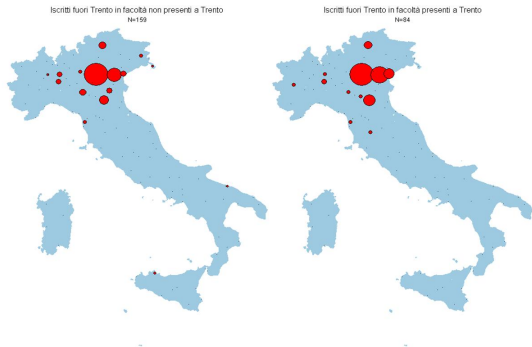 Iscritti fuori Trento in facoltà non presenti a Trento
N=159
Iscritti fuori Trento in facoltà presenti a Trento
N=84